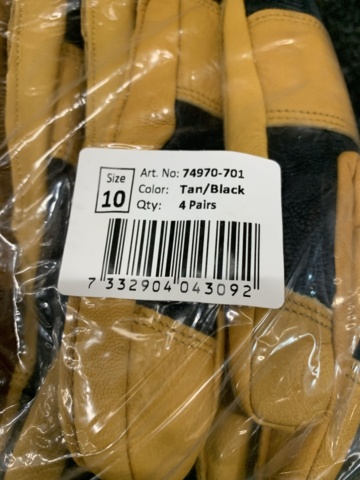 Size
10
Art. No: 74970-701
Color: Tan/Black
Qty: 4 Pairs
7 332904 043092